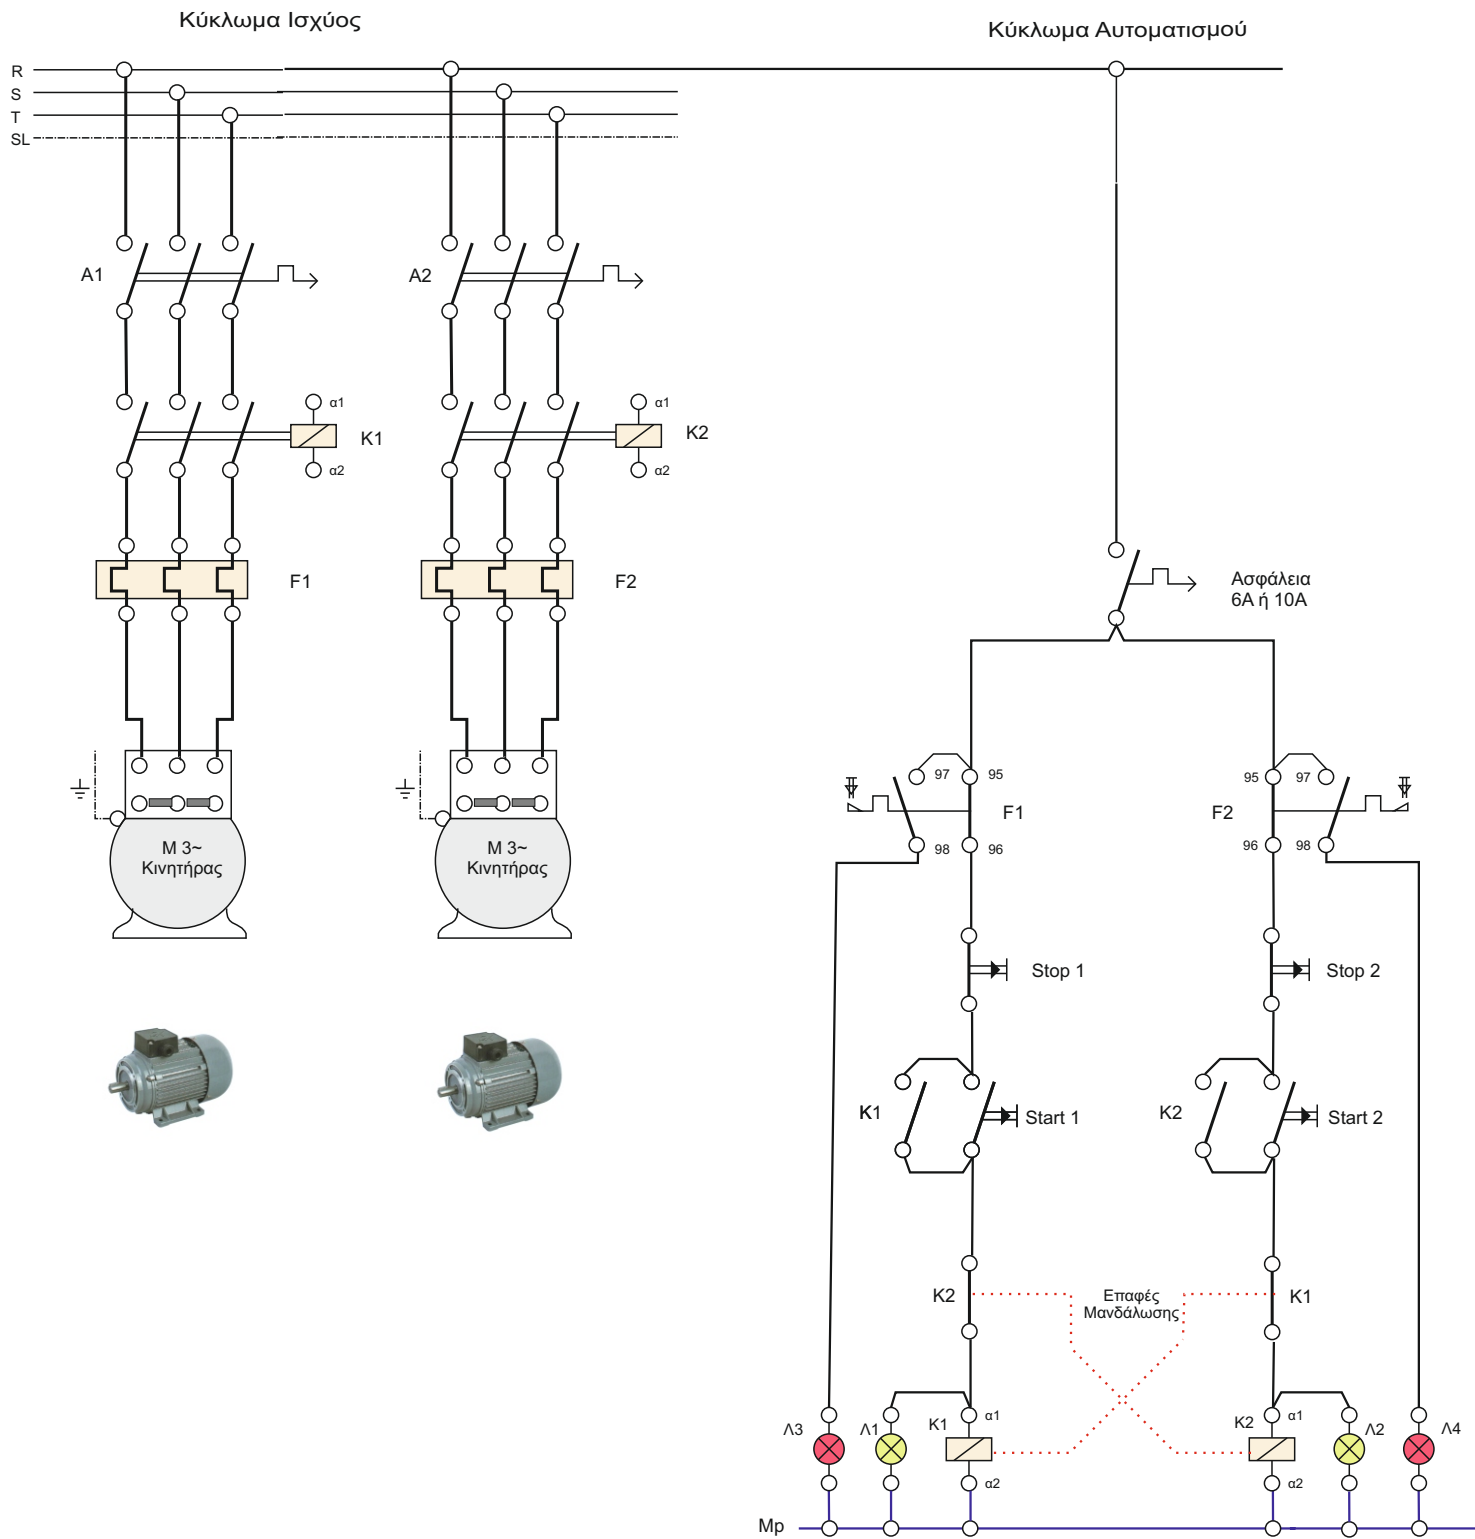 Κύκλωμα Ισχύος
Κύκλωμα Αυτοματισμού
R
S
T
SL
A1
A2
α1
K1
α2
α1
K2
α2
F1
F2
Ασφάλεια
6A ή 10A
97
95
95
97
F1
F2
98
96
96
98
M 3~
Κινητήρας
M 3~
Κινητήρας
Stop 1
Stop 2
K1
Start 1
K2
Start 2
K2
Επαφές
Μανδάλωσης
K1
Λ3
Λ1
K1
α1
K2
α1
Λ2
Λ4
α2
α2
Mp